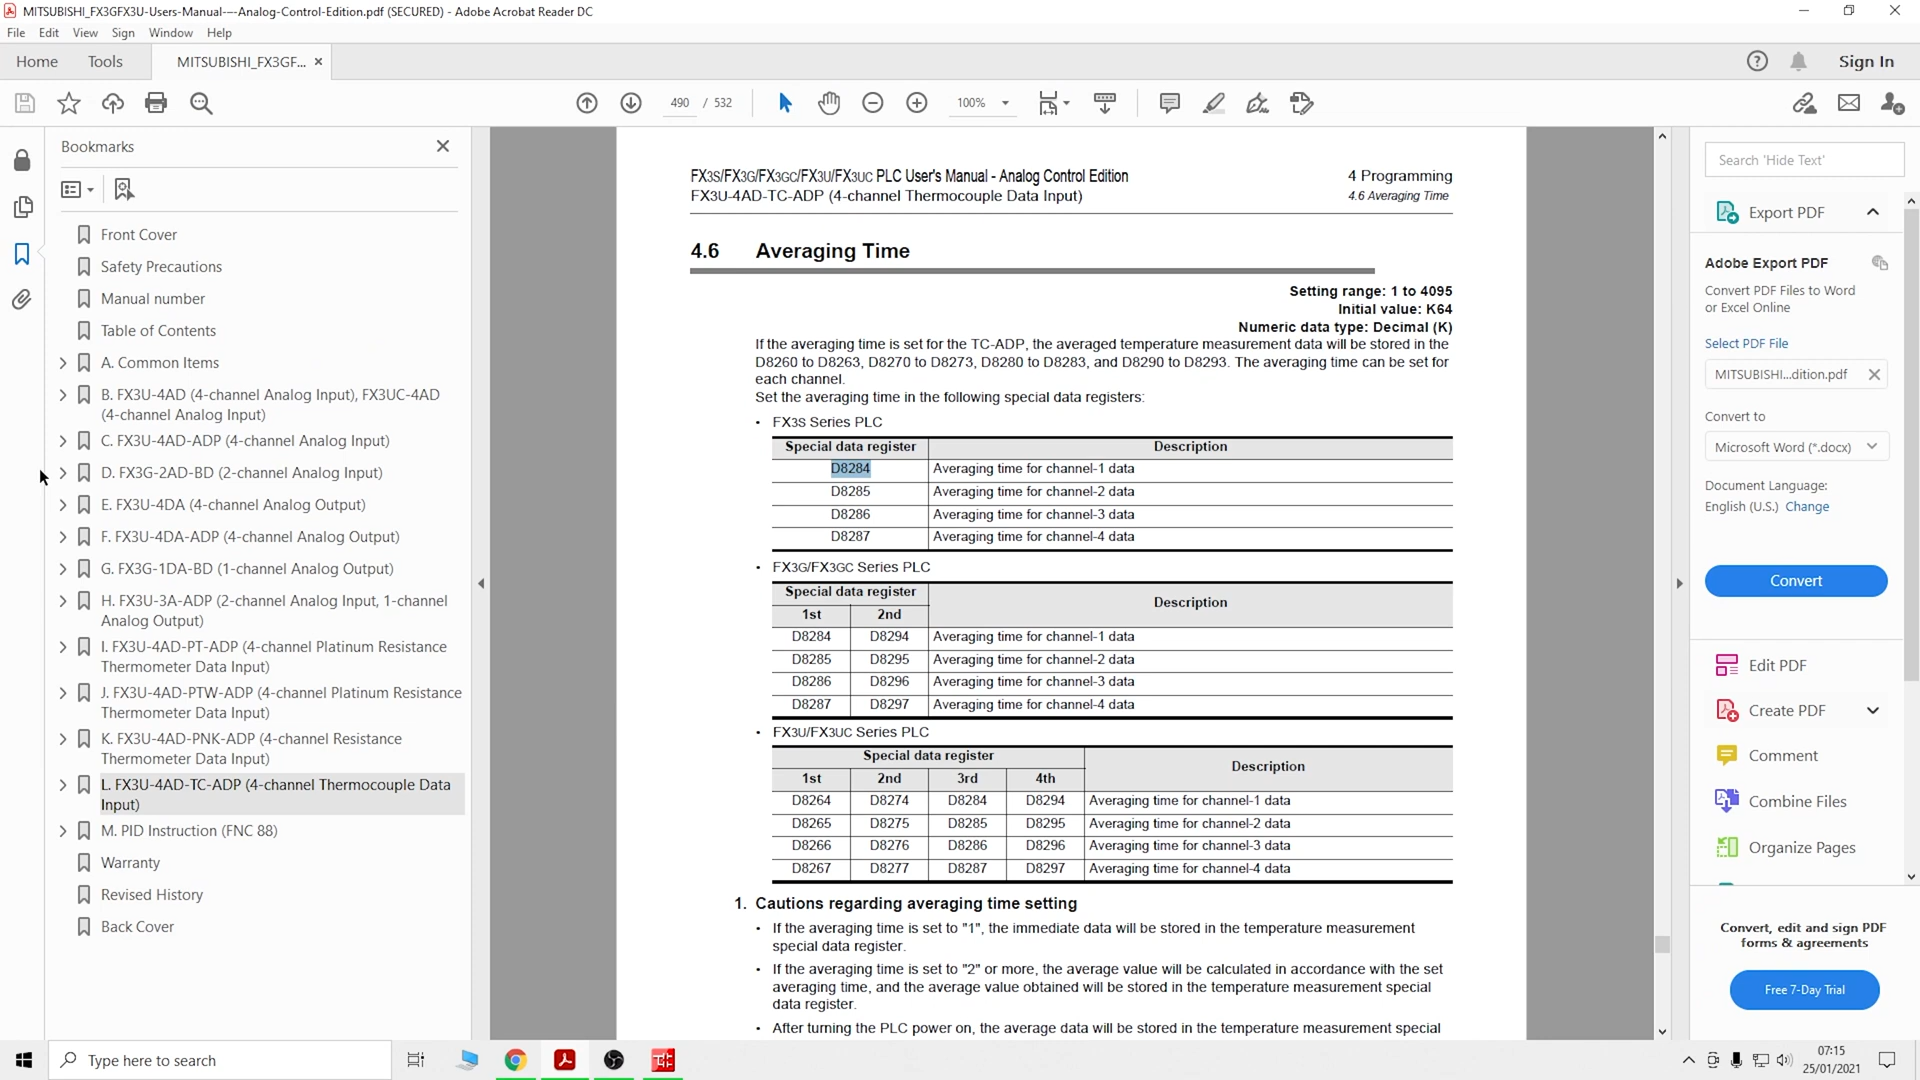 MITSUBISHI_FX3GFX3U-Users-Manual-–-Analog-Control-Edition.pdf (SECURED) - Adobe Acrobat Reader DC
File Edit View Sign Window Help
Home Tools MITSUBISHI_FX3GF... × Sign In
490 / 532 100%
Bookmarks
Front Cover
Safety Precautions
Manual number
Table of Contents
A. Common Items
B. FX3U-4AD (4-channel Analog Input), FX3UC-4AD
(4-channel Analog Input)
C. FX3U-4AD-ADP (4-channel Analog Input)
D. FX3G-2AD-BD (2-channel Analog Input)
E. FX3U-4DA (4-channel Analog Output)
F. FX3U-4DA-ADP (4-channel Analog Output)
G. FX3G-1DA-BD (1-channel Analog Output)
H. FX3U-3A-ADP (2-channel Analog Input, 1-channel
Analog Output)
I. FX3U-4AD-PT-ADP (4-channel Platinum Resistance
Thermometer Data Input)
J. FX3U-4AD-PTW-ADP (4-channel Platinum Resistance
Thermometer Data Input)
K. FX3U-4AD-PNK-ADP (4-channel Resistance
Thermometer Data Input)
L. FX3U-4AD-TC-ADP (4-channel Thermocouple Data
Input)
M. PID Instruction (FNC 88)
Warranty
Revised History
Back Cover
FX3S/FX3G/FX3GC/FX3U/FX3UC PLC User's Manual - Analog Control Edition 4 Programming
FX3U-4AD-TC-ADP (4-channel Thermocouple Data Input) 4.6 Averaging Time
4.6 Averaging Time
Setting range: 1 to 4095
Initial value: K64
Numeric data type: Decimal (K)
If the averaging time is set for the TC-ADP, the averaged temperature measurement data will be stored in the
D8260 to D8263, D8270 to D8273, D8280 to D8283, and D8290 to D8293. The averaging time can be set for
each channel.
Set the averaging time in the following special data registers:
• FX3S Series PLC
Special data register Description
D8284 Averaging time for channel-1 data
D8285 Averaging time for channel-2 data
D8286 Averaging time for channel-3 data
D8287 Averaging time for channel-4 data
• FX3G/FX3GC Series PLC
Special data register Description
1st 2nd
D8284 D8294 Averaging time for channel-1 data
D8285 D8295 Averaging time for channel-2 data
D8286 D8296 Averaging time for channel-3 data
D8287 D8297 Averaging time for channel-4 data
• FX3U/FX3UC Series PLC
Special data register Description
1st 2nd 3rd 4th
D8264 D8274 D8284 D8294 Averaging time for channel-1 data
D8265 D8275 D8285 D8295 Averaging time for channel-2 data
D8266 D8276 D8286 D8296 Averaging time for channel-3 data
D8267 D8277 D8287 D8297 Averaging time for channel-4 data
1. Cautions regarding averaging time setting
• If the averaging time is set to "1", the immediate data will be stored in the temperature measurement
special data register.
• If the averaging time is set to "2" or more, the average value will be calculated in accordance with the set
averaging time, and the average value obtained will be stored in the temperature measurement special
data register.
• After turning the PLC power on, the average data will be stored in the temperature measurement special
Search 'Hide Text'
Export PDF
Adobe Export PDF
Convert PDF Files to Word
or Excel Online
Select PDF File
MITSUBISHI...dition.pdf
Convert to
Microsoft Word (*.docx)
Document Language:
English (U.S.) Change
Convert
Edit PDF
Create PDF
Comment
Combine Files
Organize Pages
Convert, edit and sign PDF
forms & agreements
Free 7-Day Trial
Type here to search
07:15
25/01/2021